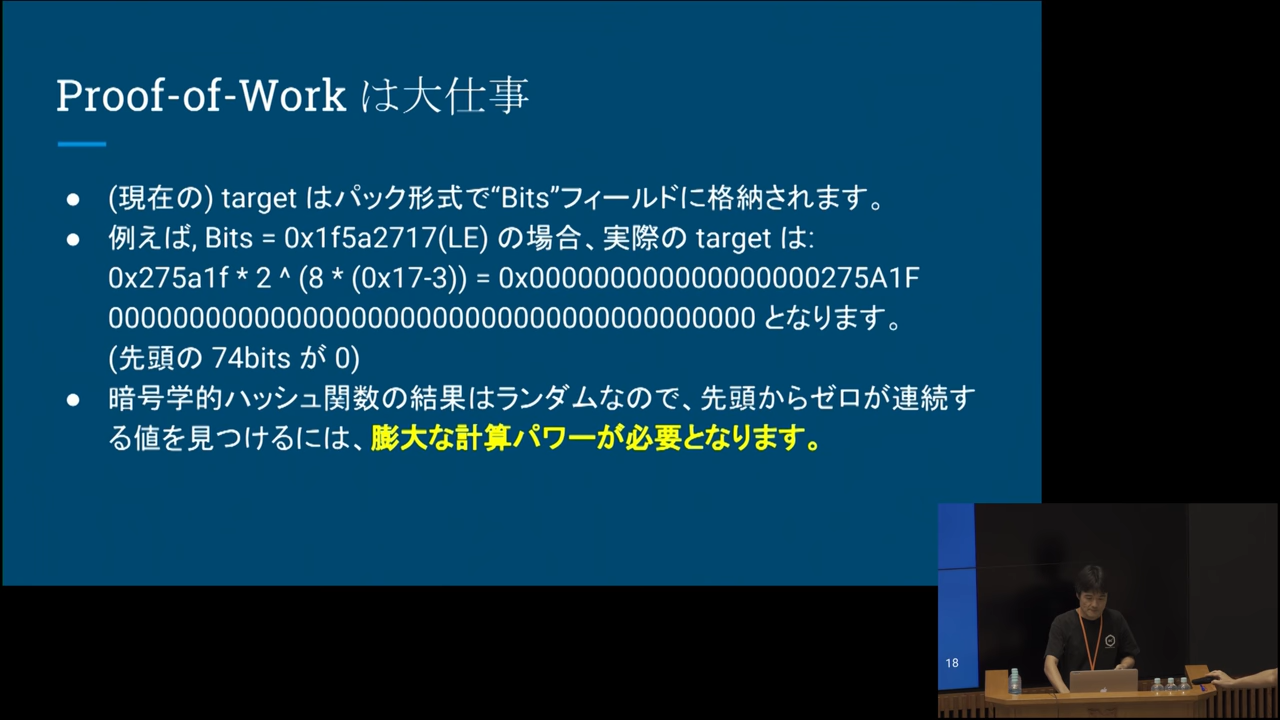 Proof-of-Work は大仕事
● (現在の) target はパック形式で“Bits”フィールドに格納されます。
● 例えば, Bits = 0x1f5a2717(LE) の場合、実際の target は:
0x275a1f * 2 ^ (8 * (0x17-3)) = 0x000000000000000000275A1F
0000000000000000000000000000000000000000 となります。
(先頭の 74bits が 0)
● 暗号学的ハッシュ関数の結果はランダムなので、先頭からゼロが連続す
る値を見つけるには、膨大な計算パワーが必要となります。
18